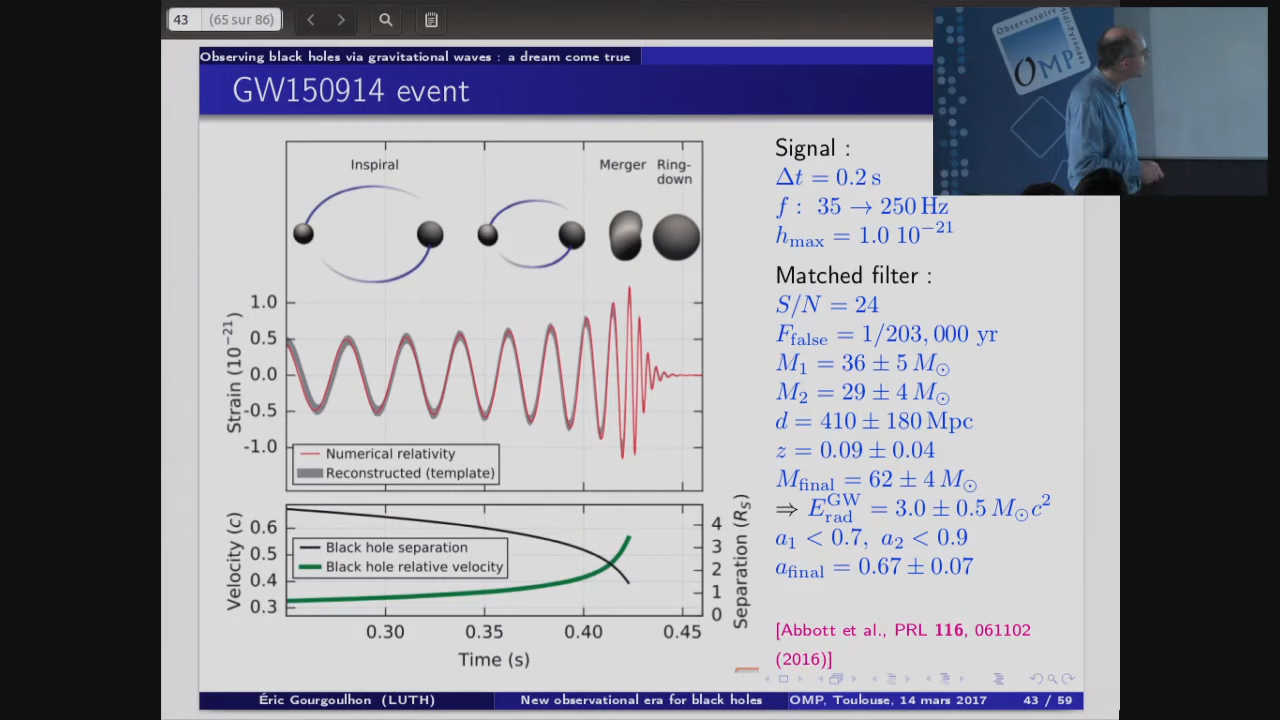 43 (65 sur 86)
Observing black holes via gravitational waves : a dream come true
GW150914 event
Observatoire
Midi-Pyrénées
OMP
Inspiral
Merger
Ring-
down
Strain (10⁻²¹)
1.0
0.5
0.0
-0.5
-1.0
Numerical relativity
Reconstructed (template)
Velocity (c)
0.6
0.5
0.4
0.3
Black hole separation
Black hole relative velocity
4
3
2
1
0
Separation (R_S)
0.30 0.35 0.40 0.45
Time (s)
Signal :
Δt = 0.2 s
f : 35 → 250 Hz
h_max = 1.0 10⁻²¹
Matched filter :
S/N = 24
F_false = 1/203,000 yr
M₁ = 36 ± 5 M_⊙
M₂ = 29 ± 4 M_⊙
d = 410 ± 180 Mpc
z = 0.09 ± 0.04
M_final = 62 ± 4 M_⊙
⇒ E_rad^GW = 3.0 ± 0.5 M_⊙c²
a₁ < 0.7, a₂ < 0.9
a_final = 0.67 ± 0.07
[Abbott et al., PRL 116, 061102
(2016)]
Éric Gourgoulhon (LUTH) New observational era for black holes OMP, Toulouse, 14 mars 2017 43 / 59